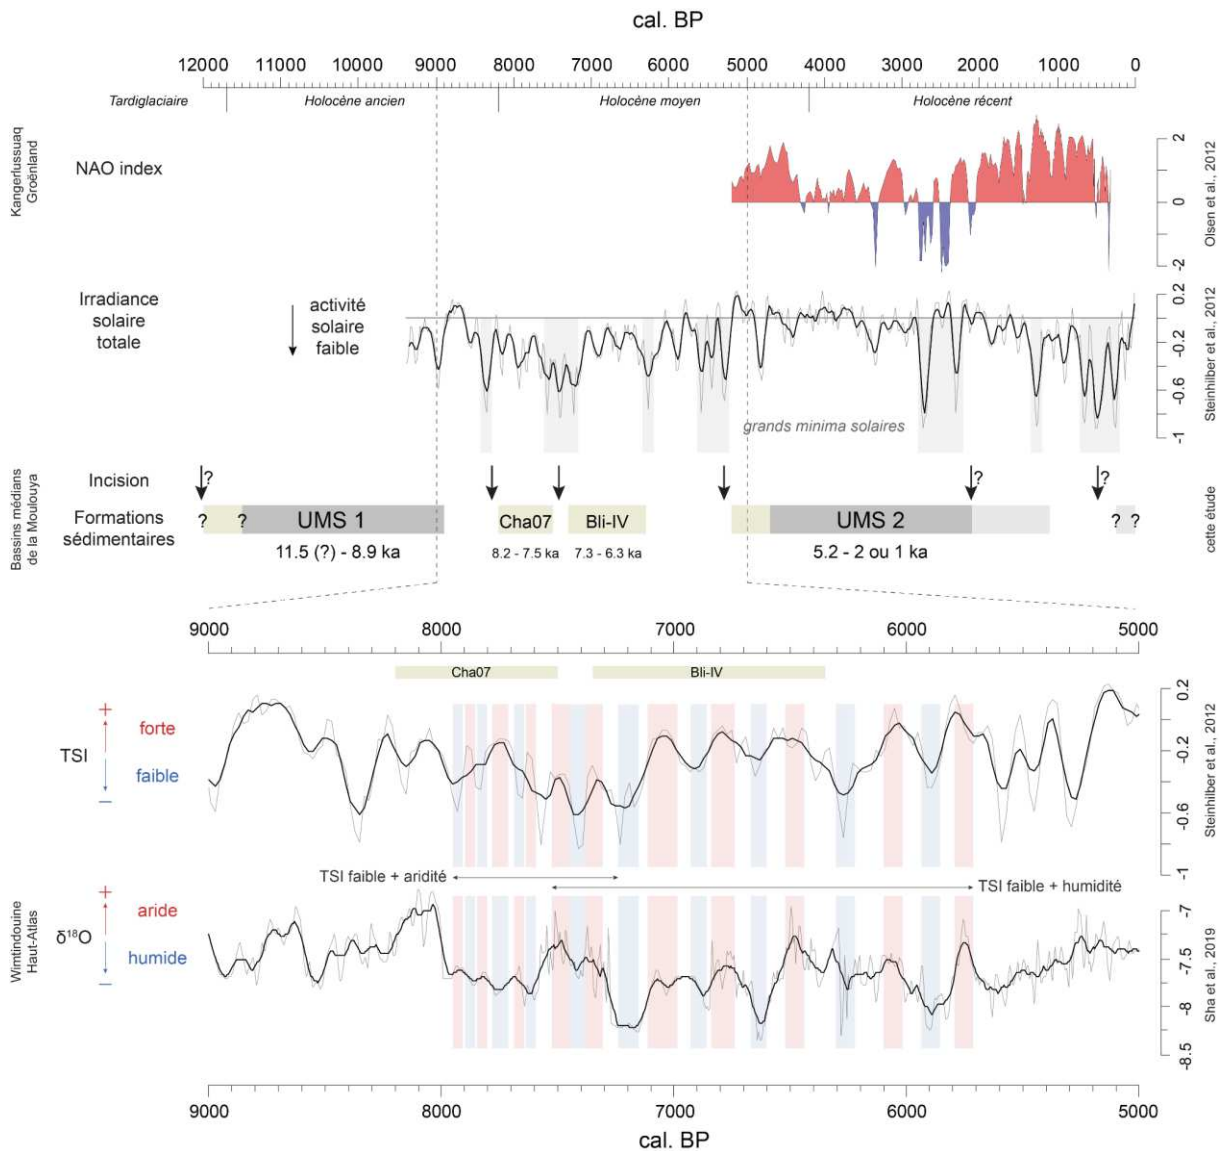 cal. BP
12000 11000 10000 9000 8000 7000 6000 5000 4000 3000 2000 1000 0
Tardiglaciaire Holocène ancien Holocène moyen Holocène récent
Kangerlussuaq
Groënland
NAO index
2
0
-2
Olsen et al., 2012
Irradiance
solaire
totale
activité
solaire
faible
grands minima solaires
0.2
-0.2
-0.6
-1
Steinhilber et al., 2012
Bassins médians
de la Moulouya
Incision
? ? ?
Formations
sédimentaires
? ? UMS 1 Cha07 Bli-IV UMS 2 ? ?
11.5 (?) - 8.9 ka 8.2 - 7.5 ka 7.3 - 6.3 ka 5.2 - 2 ou 1 ka
cette étude
9000 8000 7000 6000 5000
Cha07 Bli-IV
TSI
+
forte
faible
−
0.2
-0.2
-0.6
-1
Steinhilber et al., 2012
TSI faible + aridité
TSI faible + humidité
Wimtindouine
Haut-Atlas
δ¹⁸O
+
aride
humide
−
-7
-7.5
-8
-8.5
Sha et al., 2019
9000 8000 7000 6000 5000
cal. BP